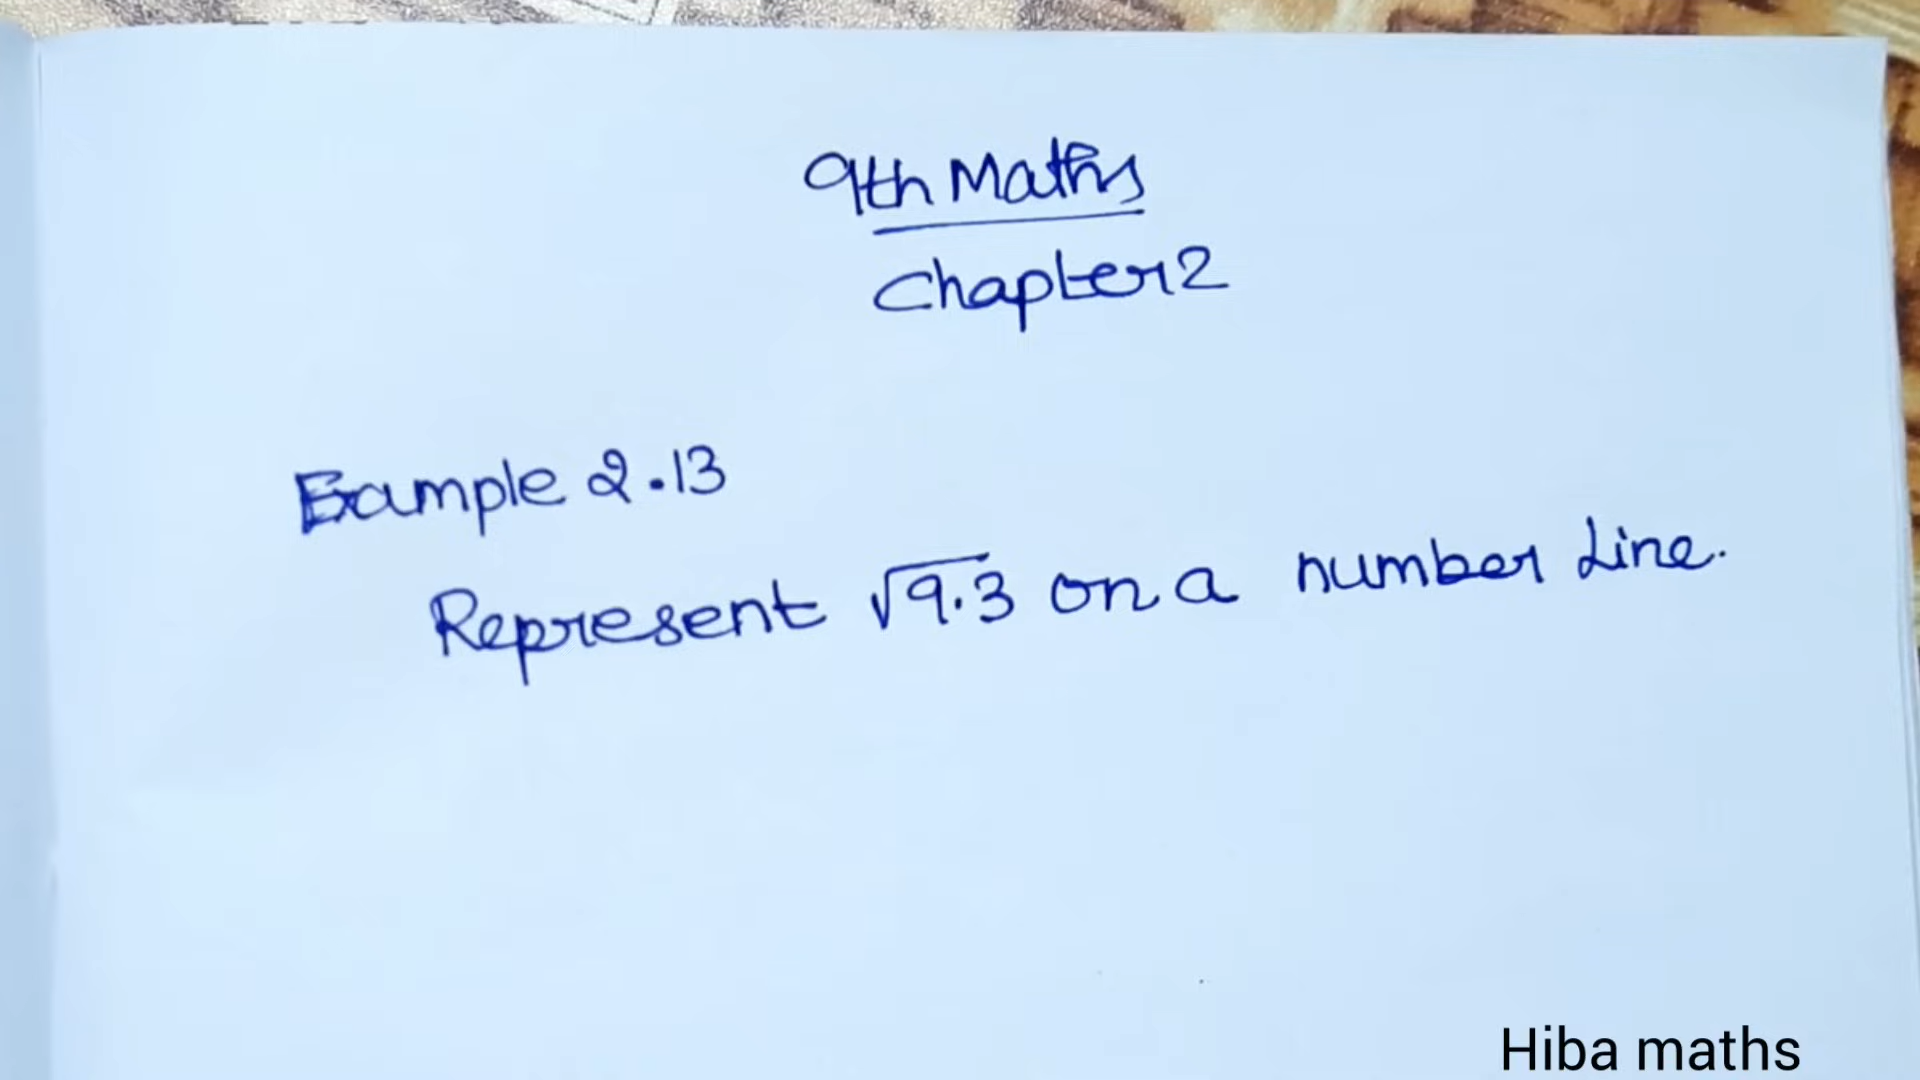 9th Maths
Chapter 2
Example 2.13
Represent √9.3 on a number Line.
Hiba maths